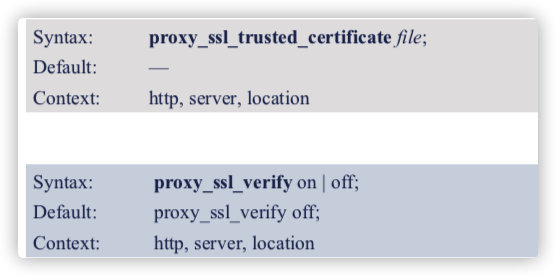 Syntax: proxy_ssl_trusted_certificate file;
Default: —
Context: http, server, location
Syntax: proxy_ssl_verify on | off;
Default: proxy_ssl_verify off;
Context: http, server, location